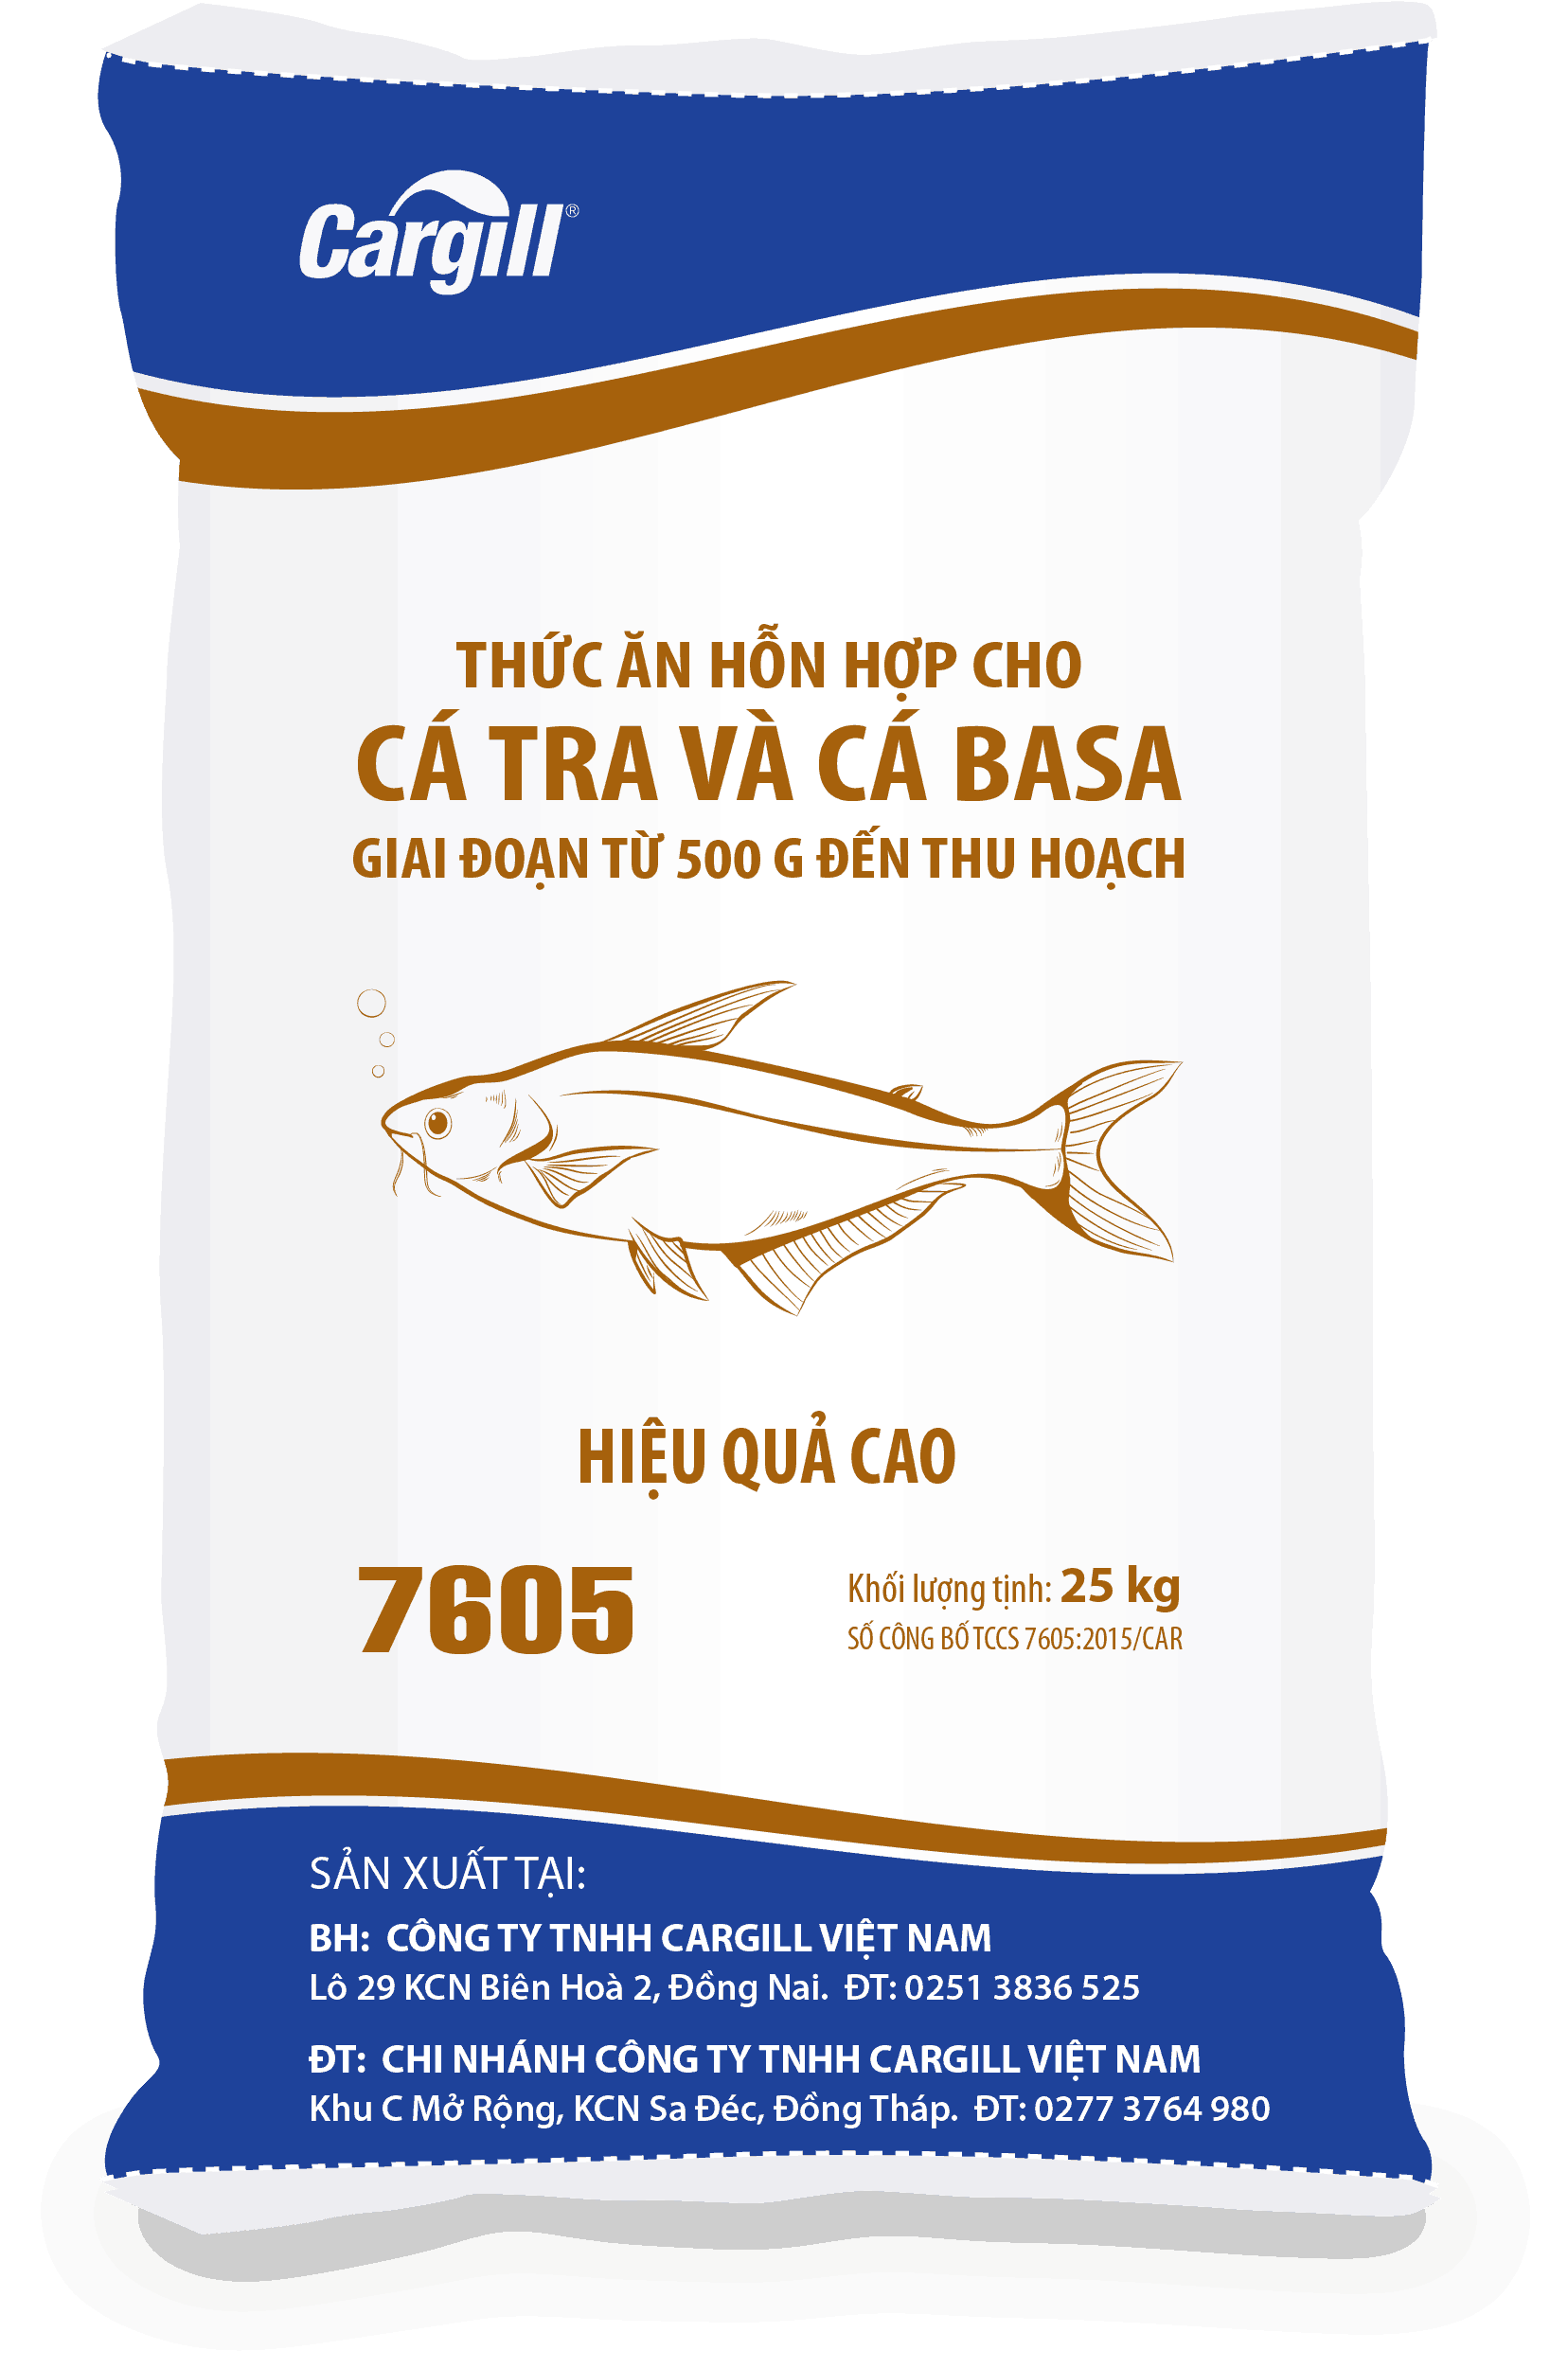 Cargill®
THỨC ĂN HỖN HỢP CHO
CÁ TRA VÀ CÁ BASA
GIAI ĐOẠN TỪ 500 G ĐẾN THU HOẠCH
HIỆU QUẢ CAO
7605
Khối lượng tịnh: 25 kg
SỐ CÔNG BỐ TCCS 7605:2015/CAR
SẢN XUẤT TẠI:
BH: CÔNG TY TNHH CARGILL VIỆT NAM
Lô 29 KCN Biên Hoà 2, Đồng Nai. ĐT: 0251 3836 525
ĐT: CHI NHÁNH CÔNG TY TNHH CARGILL VIỆT NAM
Khu C Mở Rộng, KCN Sa Đéc, Đồng Tháp. ĐT: 0277 3764 980